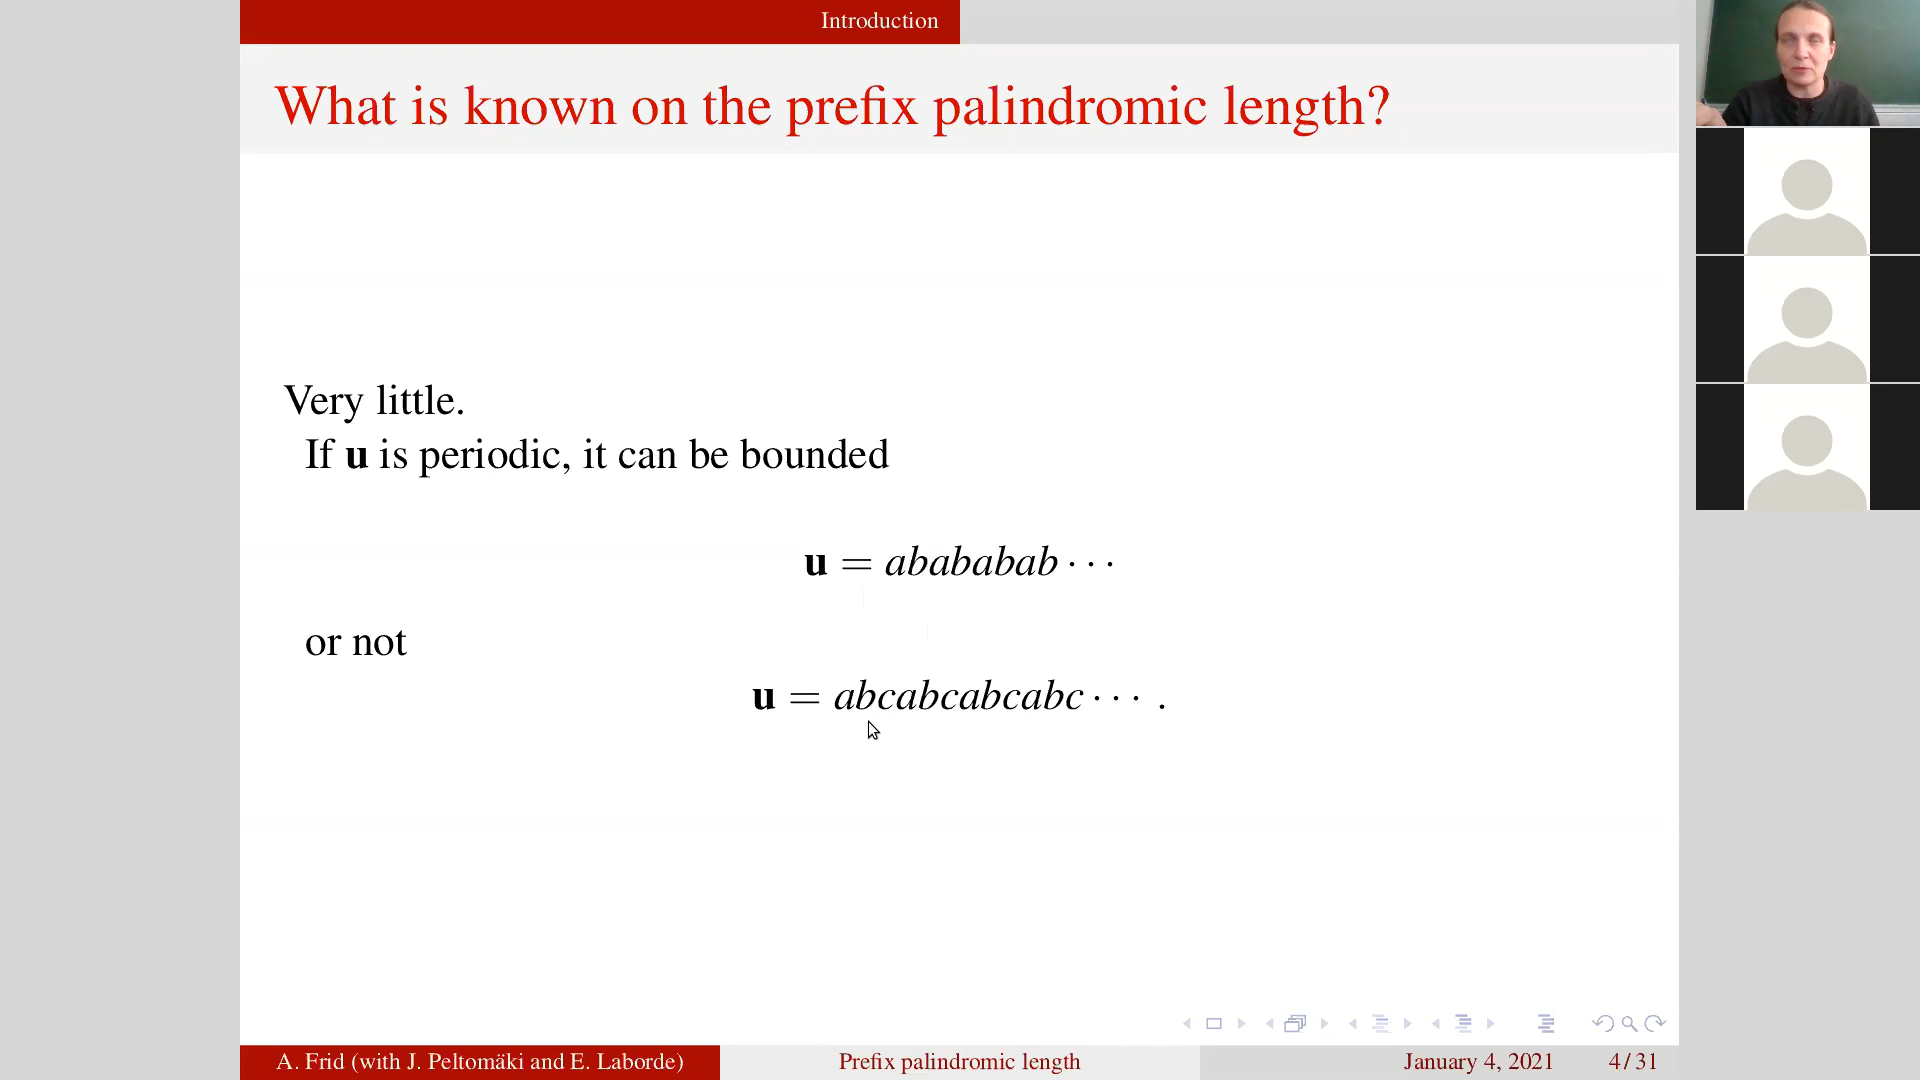 Introduction
What is known on the prefix palindromic length?
Very little.
If u is periodic, it can be bounded
u = abababab · · ·
or not
u = abcabcabcabc · · · .
A. Frid (with J. Peltomäki and E. Laborde)
Prefix palindromic length
January 4, 2021
4 / 31